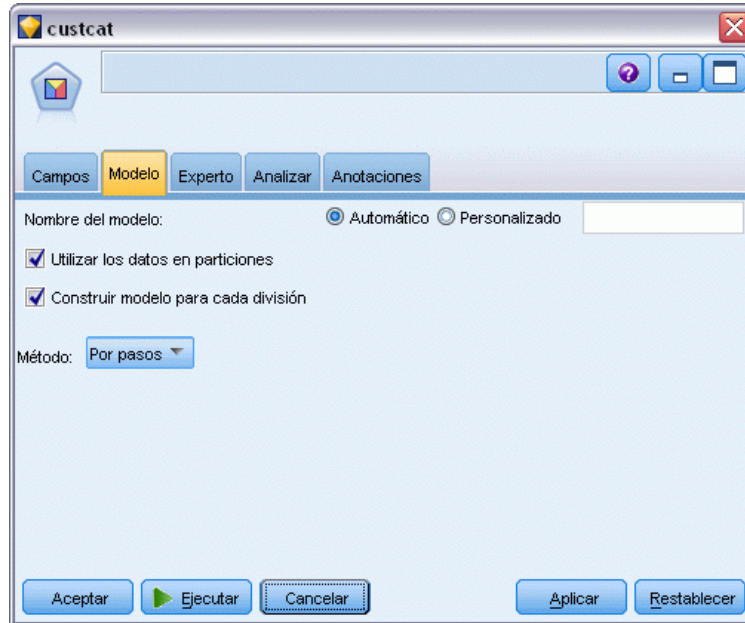 custcat
Campos Modelo Experto Analizar Anotaciones
Nombre del modelo: Automático Personalizado
Utilizar los datos en particiones
Construir modelo para cada división
Método: Por pasos
Aceptar Ejecutar Cancelar Aplicar Restablecer